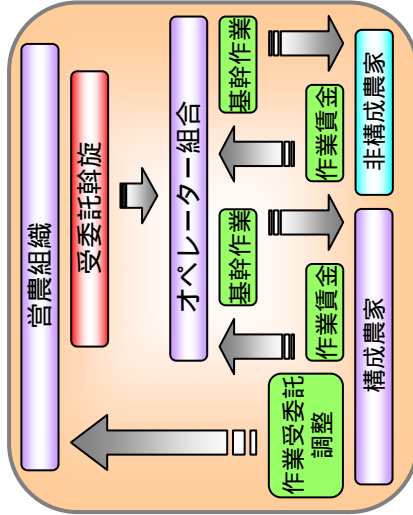 営農組織
受委託斡旋
オペレーター組合
基幹作業
基幹作業
作業賃金
作業賃金
作業受委託
調整
構成農家
非構成農家